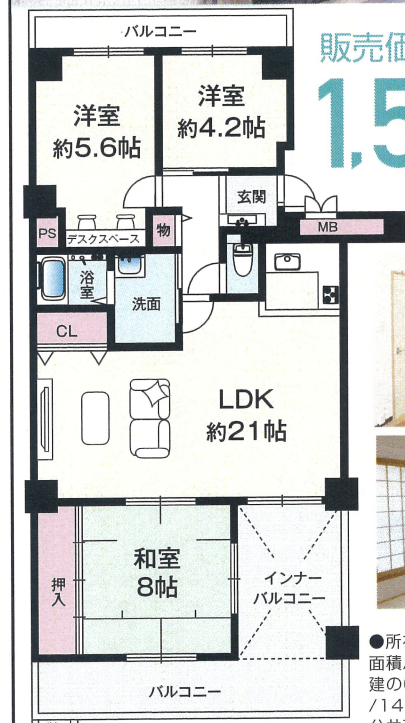 バルコニー
販売価
1,5
洋室
約5.6帖
洋室
約4.2帖
玄関
PS
デスクスペース
物
MB
浴室
洗面
CL
LDK
約21帖
和室
8帖
押入
インナー
バルコニー
バルコニー
●所
面積
建の
/14